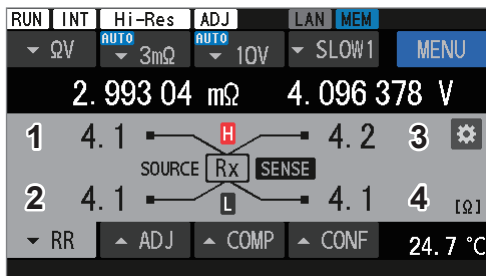 RUN INT Hi-Res ADJ LAN MEM
ΩV AUTO 3mΩ AUTO 10V SLOW1 MENU
2.993 04 mΩ 4.096 378 V
1 4.1 H 4.2 3
SOURCE Rx SENSE
2 4.1 L 4.1 4 [Ω]
RR ADJ COMP CONF 24.7 °C